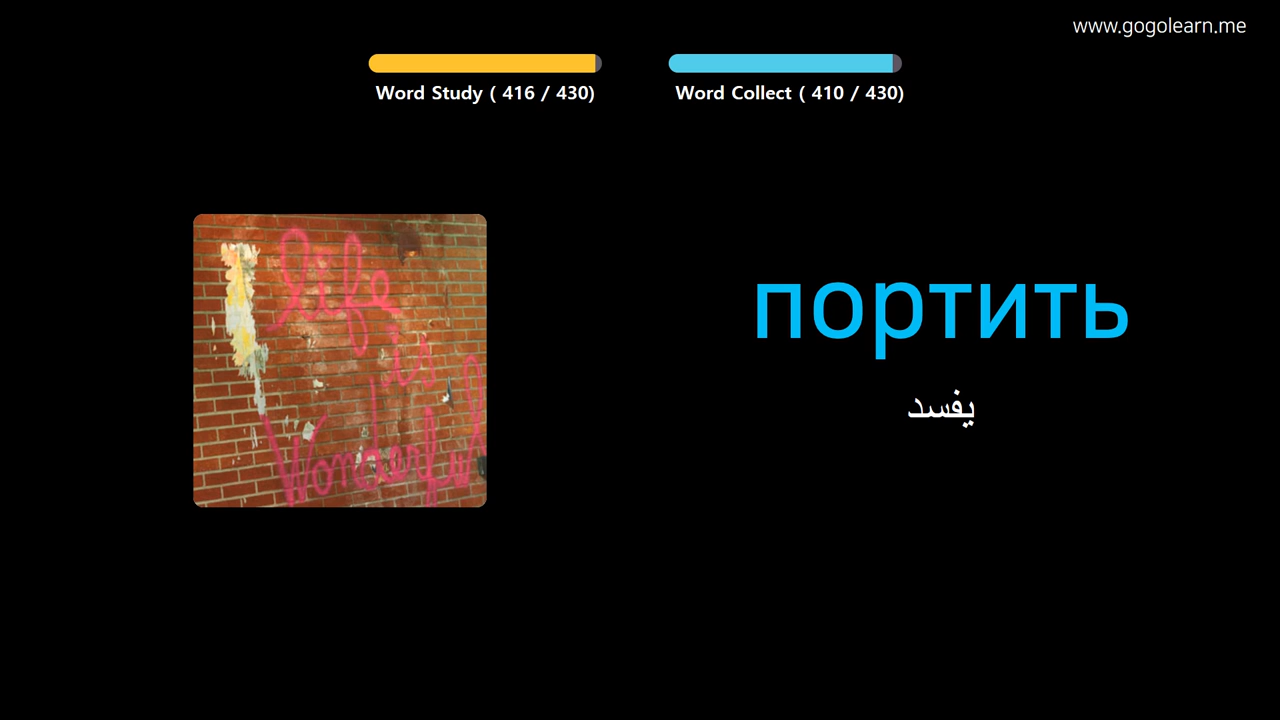 www.gogolearn.me
Word Study ( 416 / 430)
Word Collect ( 410 / 430)
life
is
Wonderful
портить
يفسد